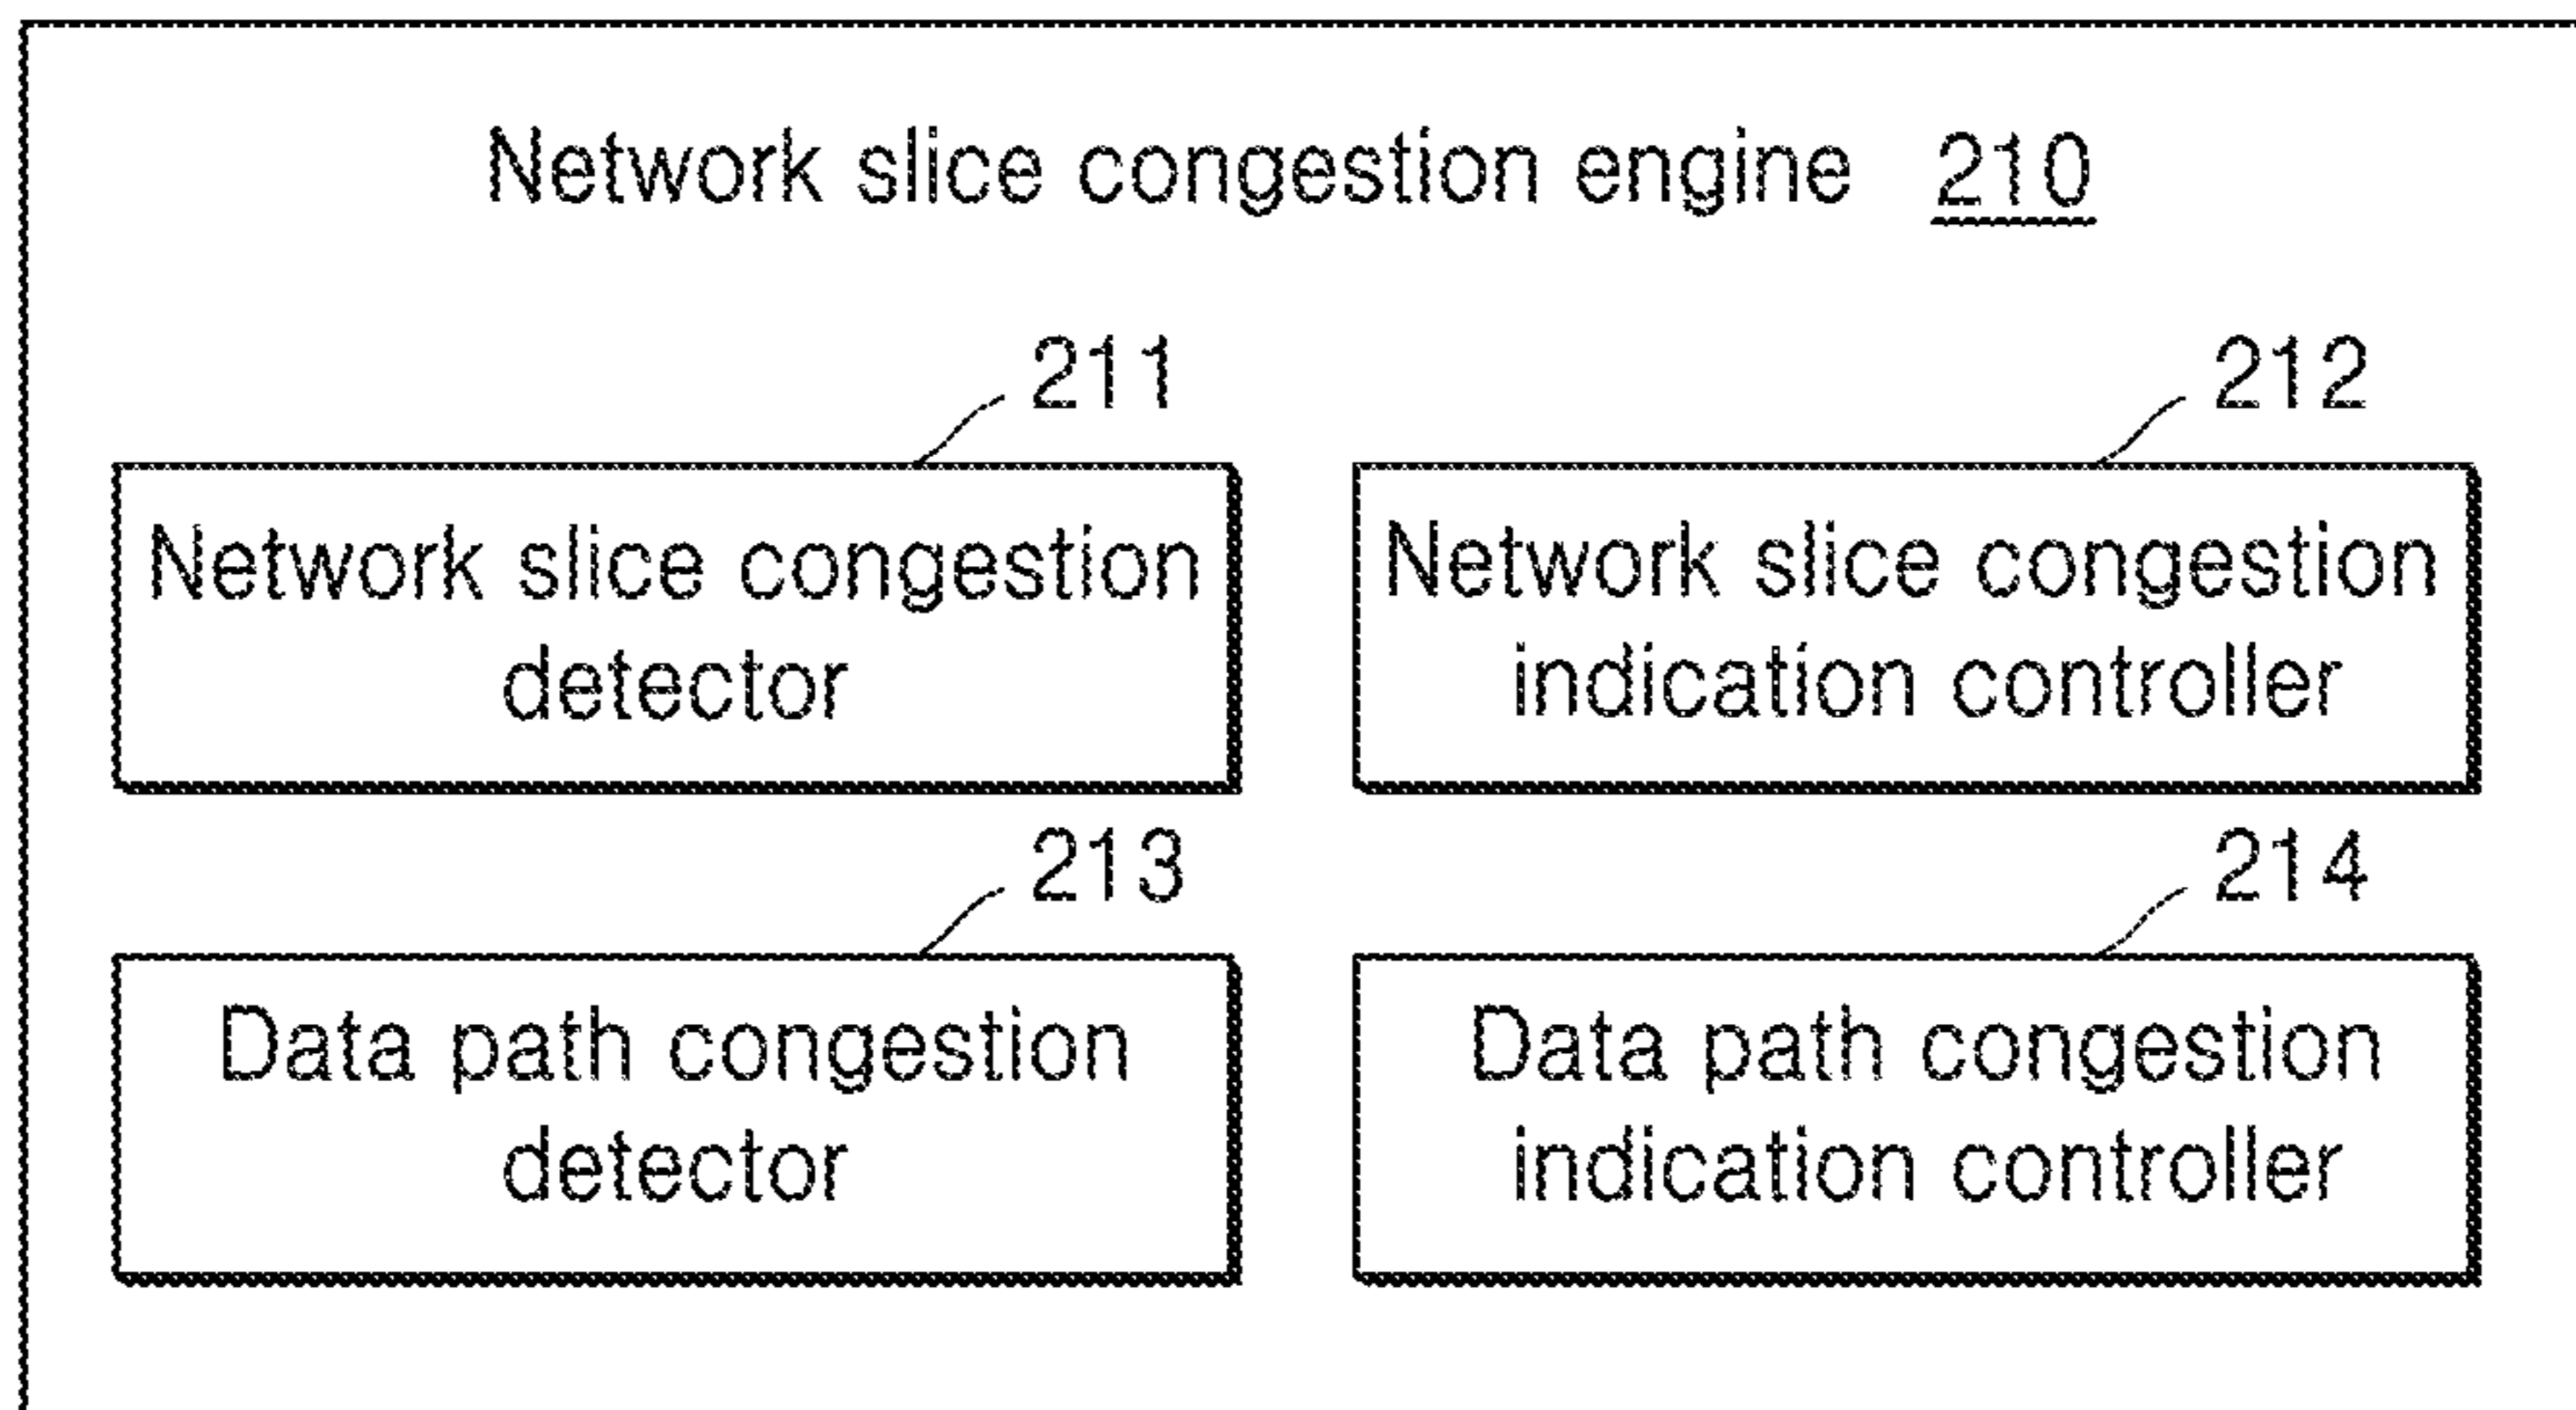 Network slice congestion engine 210
211
Network slice congestion
detector
212
Network slice congestion
indication controller
213
Data path congestion
detector
214
Data path congestion
indication controller